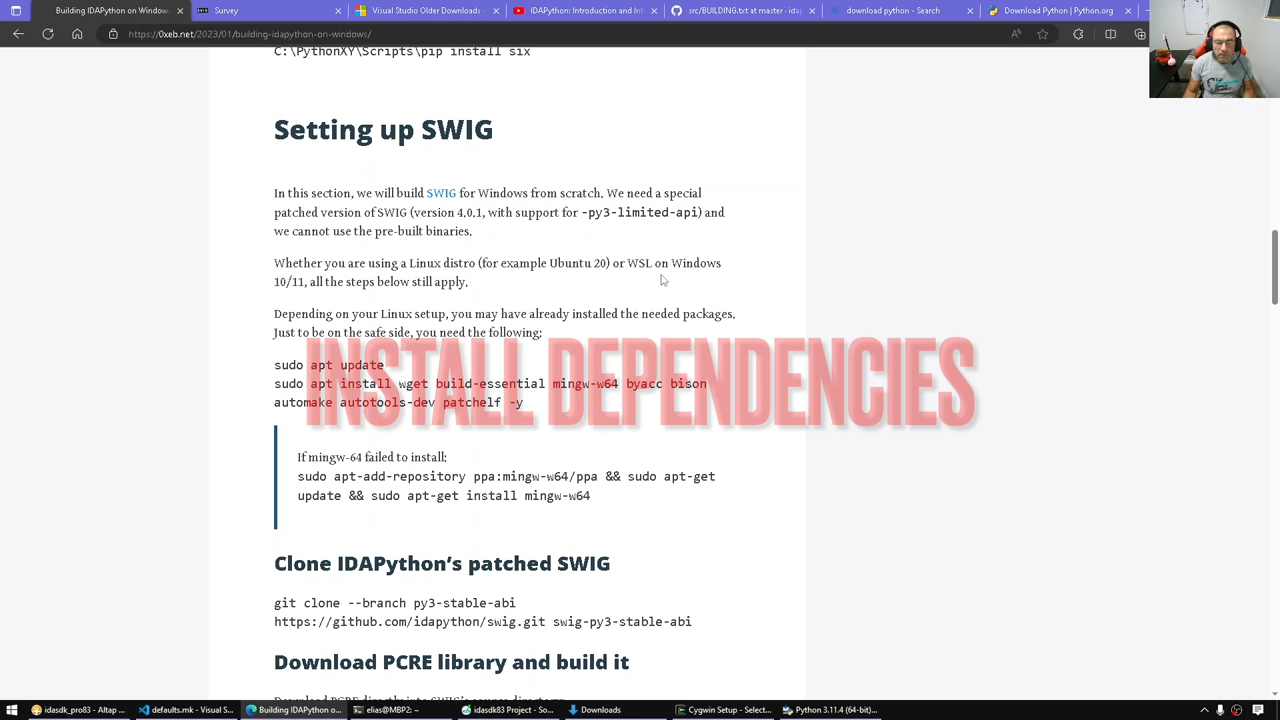 Building IDAPython on Window
Survey
Visual Studio Older Downloads -
IDAPython: Introduction and Int
src/BUILDING.txt at master · idap
download python - Search
Download Python | Python.org
https://0xeb.net/2023/01/building-idapython-on-windows/
C:\PythonXY\Scripts\pip install six
Setting up SWIG
In this section, we will build SWIG for Windows from scratch. We need a special
patched version of SWIG (version 4.0.1, with support for -py3-limited-api) and
we cannot use the pre-built binaries.
Whether you are using a Linux distro (for example Ubuntu 20) or WSL on Windows
10/11, all the steps below still apply.
Depending on your Linux setup, you may have already installed the needed packages.
Just to be on the safe side, you need the following:
INSTALL DEPENDENCIES
sudo apt update
sudo apt install wget build-essential mingw-w64 byacc bison
automake autotools-dev patchelf -y
If mingw-64 failed to install:
sudo apt-add-repository ppa:mingw-w64/ppa && sudo apt-get
update && sudo apt-get install mingw-w64
Clone IDAPython’s patched SWIG
git clone --branch py3-stable-abi
https://github.com/idapython/swig.git swig-py3-stable-abi
Download PCRE library and build it
Download PCRE directly into SWIG's source directory:
idasdk_pro83 - Altap ...
defaults.mk - Visual S...
Building IDAPython o...
elias@MBP2: ~
idasdk83 Project - So...
Downloads
Cygwin Setup - Select...
Python 3.11.4 (64-bit)...